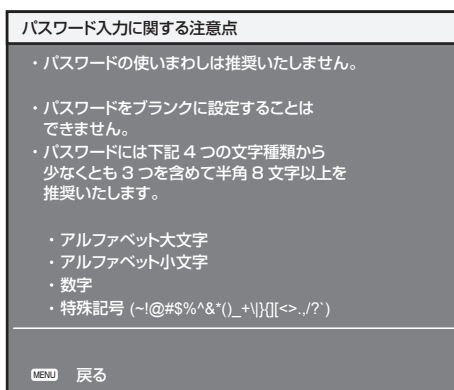 パスワード入力に関する注意点
・パスワードの使いまわしは推奨いたしません。
・パスワードをブランクに設定することは
できません。
・パスワードには下記 4 つの文字種類から
少なくとも 3 つを含めて半角 8 文字以上を
推奨いたします。
・アルファベット大文字
・アルファベット小文字
・数字
・特殊記号 (~!@#$%^&*()_+\|}{][<>.,/?`)
MENU 戻る